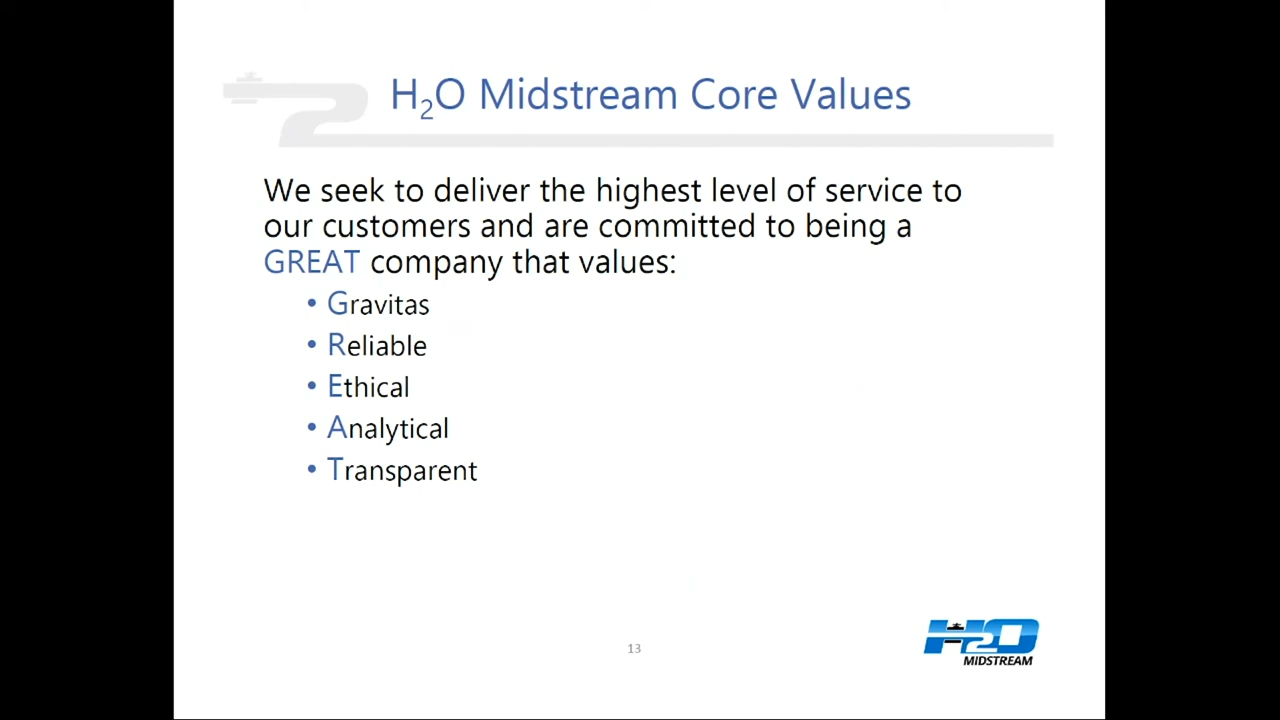 H₂O Midstream Core Values
We seek to deliver the highest level of service to
our customers and are committed to being a
GREAT company that values:
• Gravitas
• Reliable
• Ethical
• Analytical
• Transparent
13
H2O
MIDSTREAM